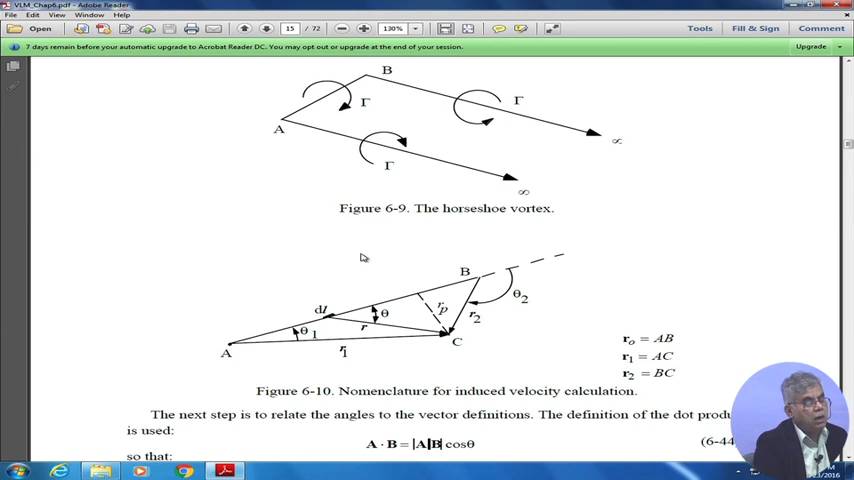 VLM_Chap6.pdf - Adobe Reader
File Edit View Window Help
Open 15 / 72 130% Tools Fill & Sign Comment
7 days remain before your automatic upgrade to Acrobat Reader DC. You may opt out or upgrade at the end of your session. Upgrade
B
Γ
Γ
A
Γ
∞
∞
Figure 6-9. The horseshoe vortex.
B
θ2
dl
θ
rp
r2
θ1
r
A
r1
C
ro = AB
r1 = AC
r2 = BC
Figure 6-10. Nomenclature for induced velocity calculation.
The next step is to relate the angles to the vector definitions. The definition of the dot produ
is used:
A · B = |A||B| cosθ (6-44
so that: